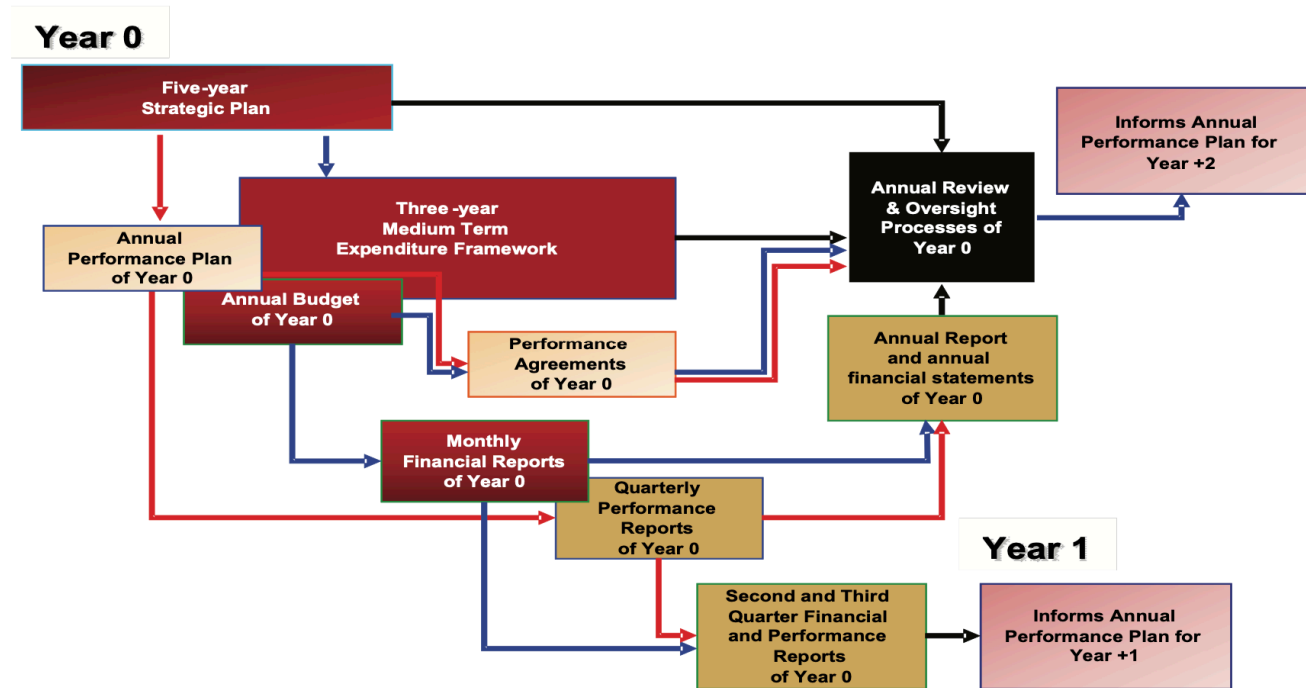 Year 0
Five-year
Strategic Plan
Informs Annual
Performance Plan for
Year +2
Three -year
Medium Term
Expenditure Framework
Annual Review
& Oversight
Processes of
Year 0
Annual
Performance Plan
of Year 0
Annual Budget
of Year 0
Performance
Agreements
of Year 0
Annual Report
and annual
financial statements
of Year 0
Monthly
Financial Reports
of Year 0
Quarterly
Performance
Reports
of Year 0
Year 1
Second and Third
Quarter Financial
and Performance
Reports
of Year 0
Informs Annual
Performance Plan for
Year +1